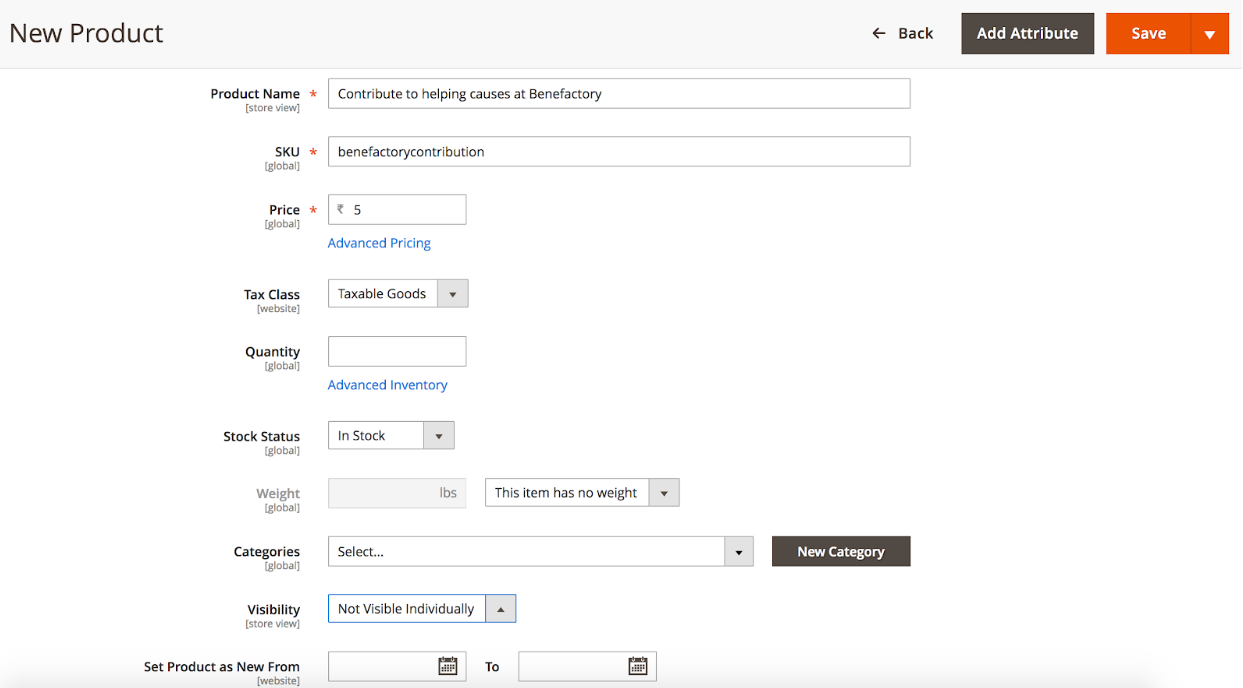 New Product
← Back
Add Attribute
Save
Product Name *
[store view]
Contribute to helping causes at Benefactory
SKU *
[global]
benefactorycontribution
Price *
[global]
₹ 5
Advanced Pricing
Tax Class
[website]
Taxable Goods
Quantity
[global]
Advanced Inventory
Stock Status
[global]
In Stock
Weight
[global]
lbs
This item has no weight
Categories
[global]
Select...
New Category
Visibility
[store view]
Not Visible Individually
Set Product as New From
[website]
To